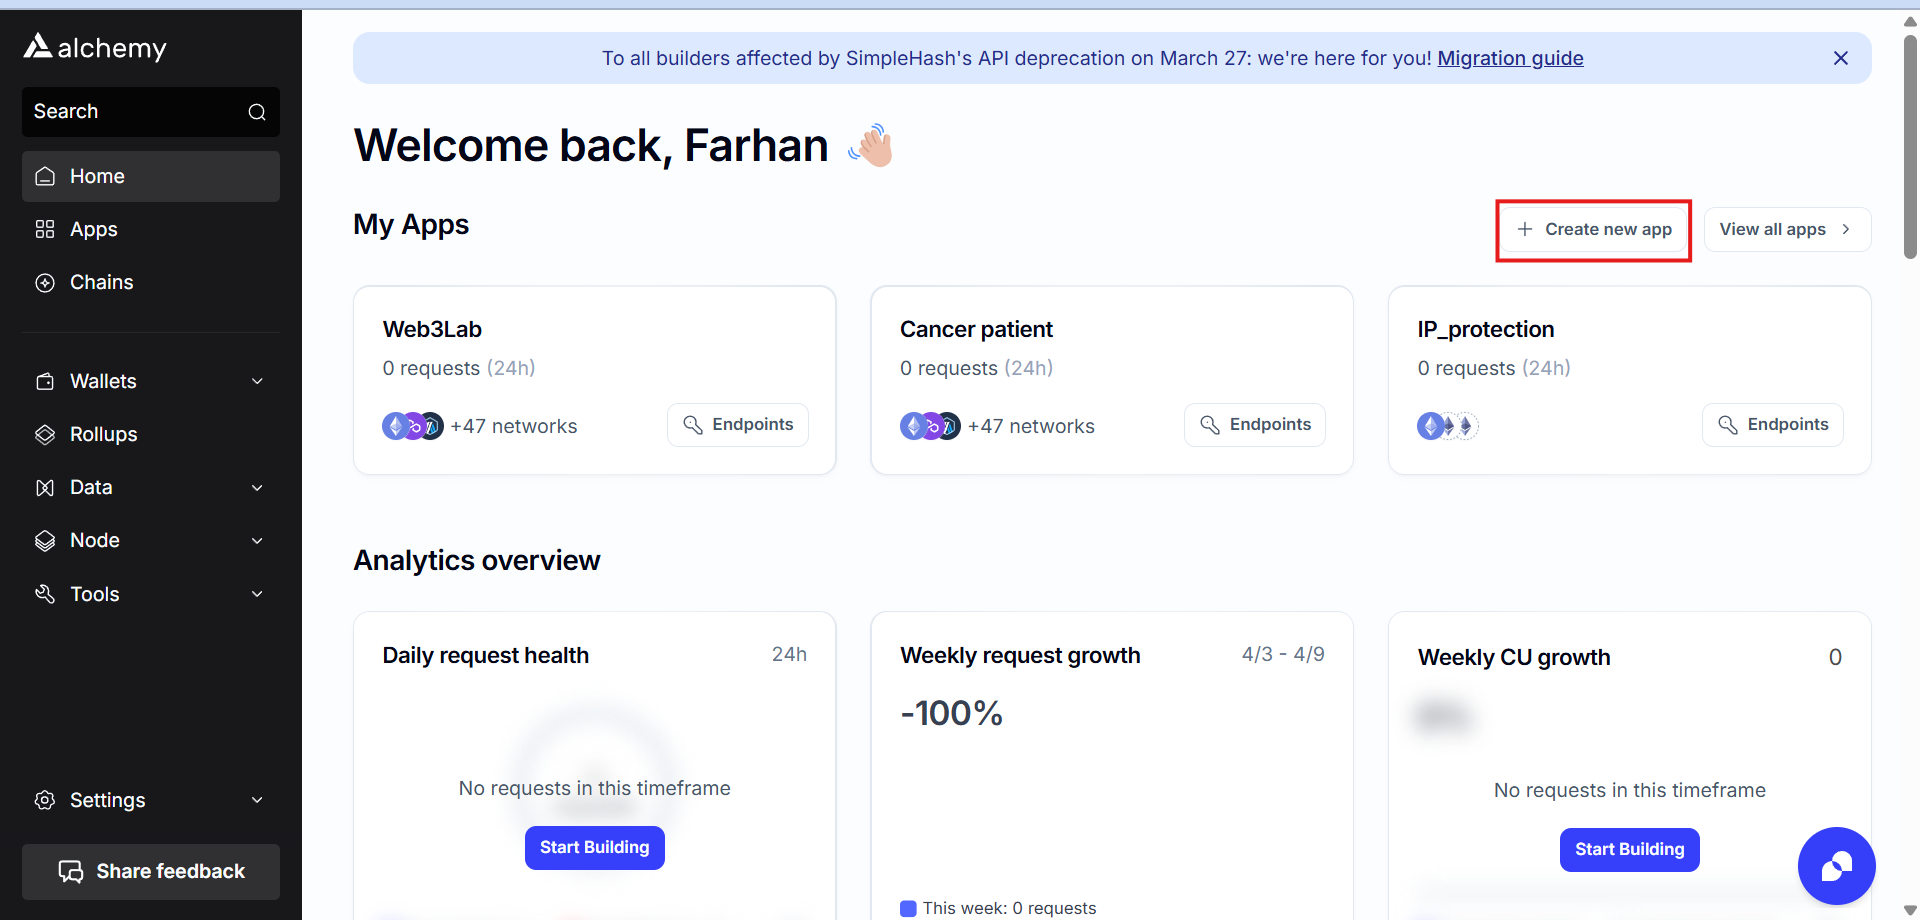 alchemy
To all builders affected by SimpleHash's API deprecation on March 27: we're here for you! Migration guide
Search
Home
Apps
Chains
Wallets
Rollups
Data
Node
Tools
Settings
Share feedback
Welcome back, Farhan
My Apps
Create new app
View all apps
Web3Lab
0 requests (24h)
+47 networks
Endpoints
Cancer patient
0 requests (24h)
+47 networks
Endpoints
IP_protection
0 requests (24h)
Endpoints
Analytics overview
Daily request health 24h
No requests in this timeframe
Start Building
Weekly request growth 4/3 - 4/9
-100%
This week: 0 requests
Weekly CU growth 0
No requests in this timeframe
Start Building